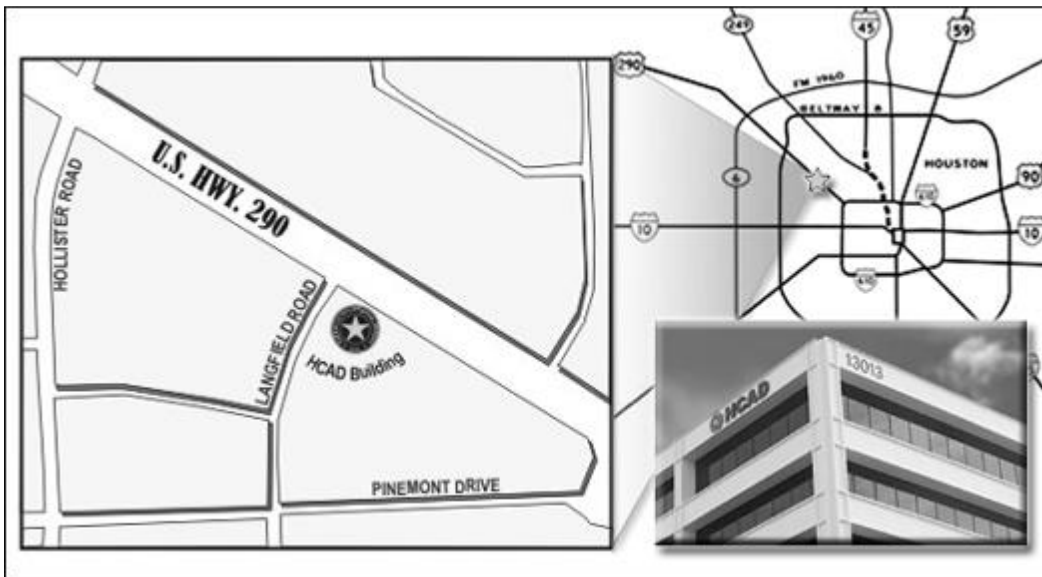 U.S. HWY. 290
HOLLISTER ROAD
LANGFIELD ROAD
HCAD Building
PINEMONT DRIVE
249
45
59
290
FM 1960
BELTWAY 8
HOUSTON
6
90
610
10
10
610
HCAD
13013